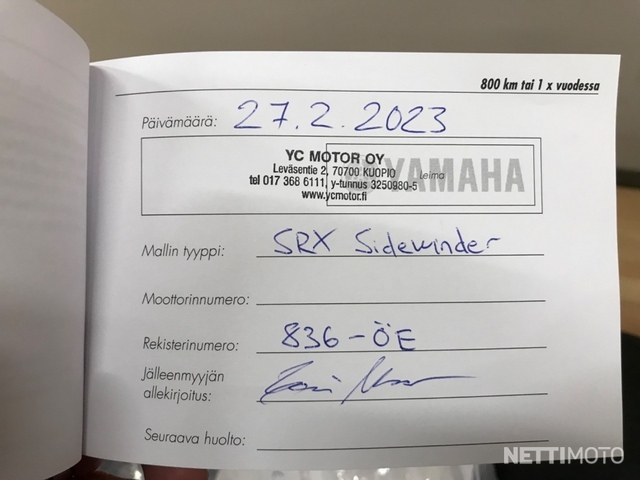 800 km tai 1 x vuodessa
Päivämäärä: 27.2.2023
YC MOTOR OY
Leväsentie 2, 70700 KUOPIO
tel 017 368 6111, y-tunnus 3250980-5
www.ycmotor.fi
Leima
YAMAHA
Mallin tyyppi: SRX Sidewinder
Moottorinnumero:
Rekisterinumero: 836-ÖE
Jälleenmyyjän
allekirjoitus:
Seuraava huolto:
NETTIMOTO